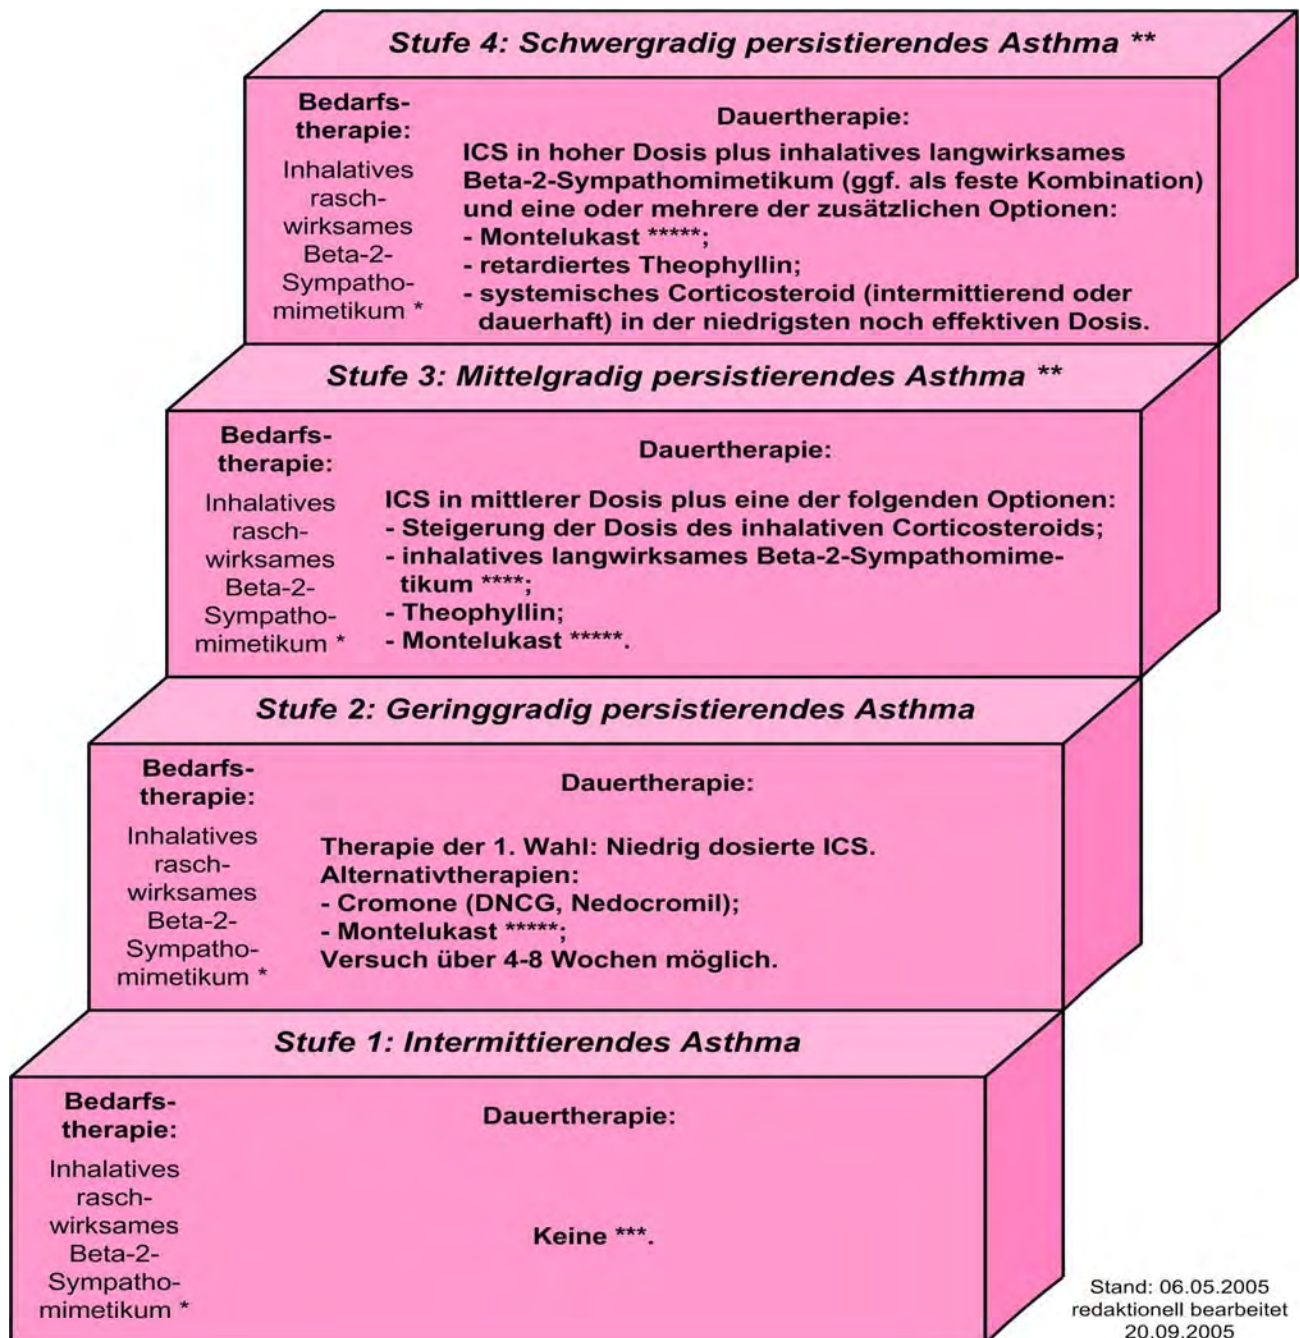 Stufe 4: Schwergradig persistierendes Asthma **
Bedarfs-
therapie:
Inhalatives
rasch-
wirksames
Beta-2-
Sympatho-
mimetikum *
Dauertherapie:
ICS in hoher Dosis plus inhalatives langwirksames
Beta-2-Sympathomimetikum (ggf. als feste Kombination)
und eine oder mehrere der zusätzlichen Optionen:
- Montelukast *****;
- retardiertes Theophyllin;
- systemisches Corticosteroid (intermittierend oder
dauerhaft) in der niedrigsten noch effektiven Dosis.
Stufe 3: Mittelgradig persistierendes Asthma **
Bedarfs-
therapie:
Inhalatives
rasch-
wirksames
Beta-2-
Sympatho-
mimetikum *
Dauertherapie:
ICS in mittlerer Dosis plus eine der folgenden Optionen:
- Steigerung der Dosis des inhalativen Corticosteroids;
- inhalatives langwirksames Beta-2-Sympathomime-
tikum ****;
- Theophyllin;
- Montelukast *****.
Stufe 2: Geringgradig persistierendes Asthma
Bedarfs-
therapie:
Inhalatives
rasch-
wirksames
Beta-2-
Sympatho-
mimetikum *
Dauertherapie:
Therapie der 1. Wahl: Niedrig dosierte ICS.
Alternativtherapien:
- Cromone (DNCG, Nedocromil);
- Montelukast *****;
Versuch über 4-8 Wochen möglich.
Stufe 1: Intermittierendes Asthma
Bedarfs-
therapie:
Inhalatives
rasch-
wirksames
Beta-2-
Sympatho-
mimetikum *
Dauertherapie:
Keine ***.
Stand: 06.05.2005
redaktionell bearbeitet
20.09.2005